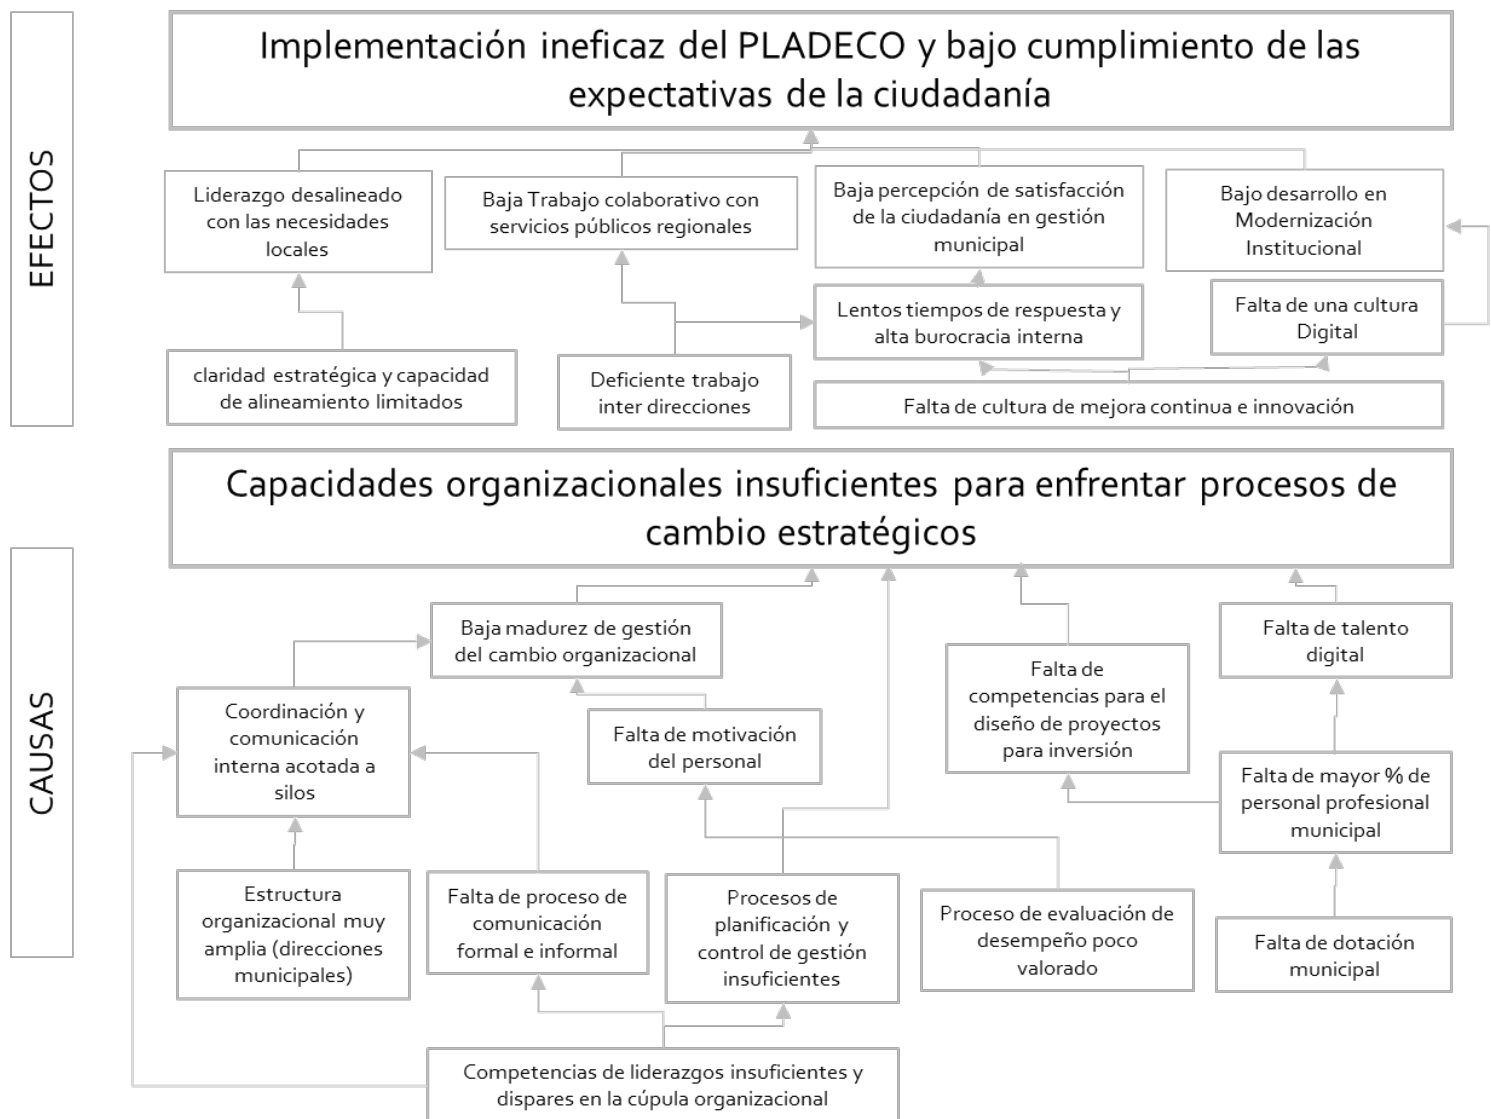 EFECTOS
Implementación ineficaz del PLADECO y bajo cumplimiento de las
expectativas de la ciudadanía
Liderazgo desalineado
con las necesidades
locales
Baja Trabajo colaborativo con
servicios públicos regionales
Baja percepción de satisfacción
de la ciudadanía en gestión
municipal
Bajo desarrollo en
Modernización
Institucional
Lentos tiempos de respuesta y
alta burocracia interna
Falta de una cultura
Digital
claridad estratégica y capacidad
de alineamiento limitados
Deficiente trabajo
inter direcciones
Falta de cultura de mejora continua e innovación
Capacidades organizacionales insuficientes para enfrentar procesos de
cambio estratégicos
CAUSAS
Baja madurez de gestión
del cambio organizacional
Falta de talento
digital
Falta de
competencias para el
diseño de proyectos
para inversión
Coordinación y
comunicación
interna acotada a
silos
Falta de motivación
del personal
Falta de mayor % de
personal profesional
municipal
Estructura
organizacional muy
amplia (direcciones
municipales)
Falta de proceso de
comunicación
formal e informal
Procesos de
planificación y
control de gestión
insuficientes
Proceso de evaluación de
desempeño poco
valorado
Falta de dotación
municipal
Competencias de liderazgos insuficientes y
dispares en la cúpula organizacional